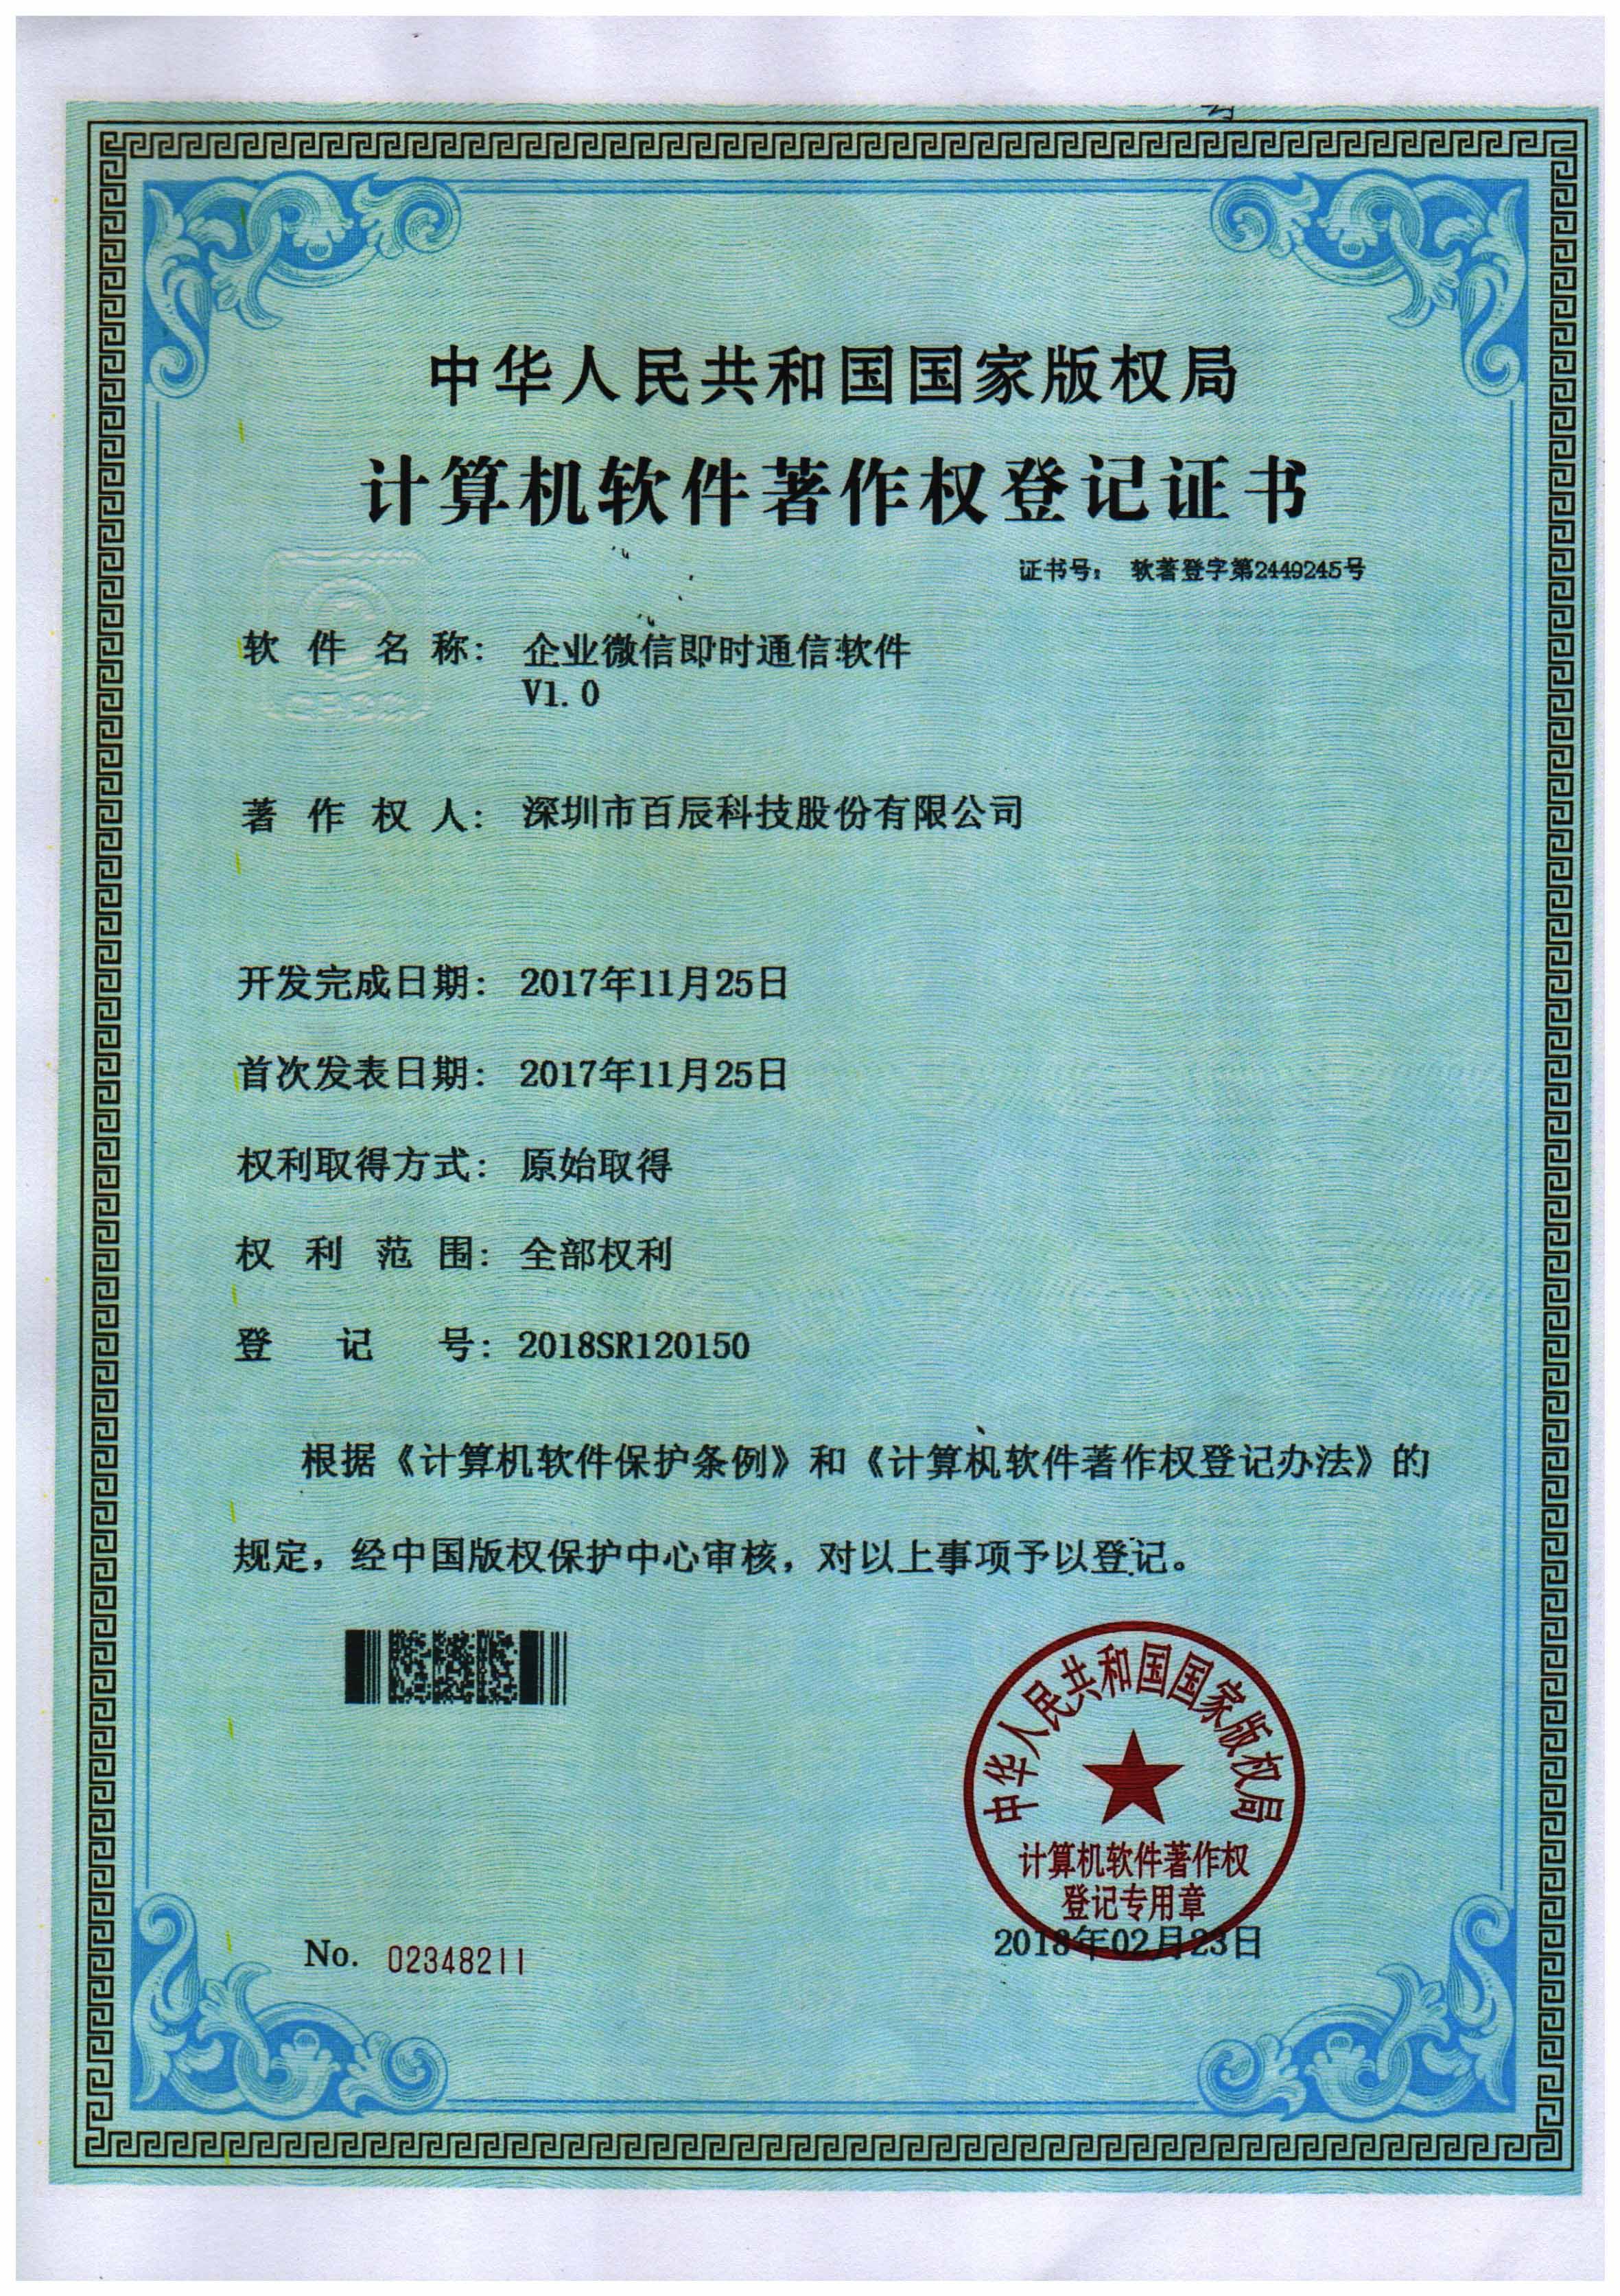 中华人民共和国国家版权局
计算机软件著作权登记证书
证书号： 软著登字第2449245号
软件名称： 企业微信即时通信软件
V1.0
著作权人： 深圳市百辰科技股份有限公司
开发完成日期： 2017年11月25日
首次发表日期： 2017年11月25日
权利取得方式： 原始取得
权利范围： 全部权利
登记号： 2018SR120150
根据《计算机软件保护条例》和《计算机软件著作权登记办法》的
规定，经中国版权保护中心审核，对以上事项予以登记。
中华人民共和国国家版权局
计算机软件著作权
登记专用章
2018年02月23日
No. 02348211